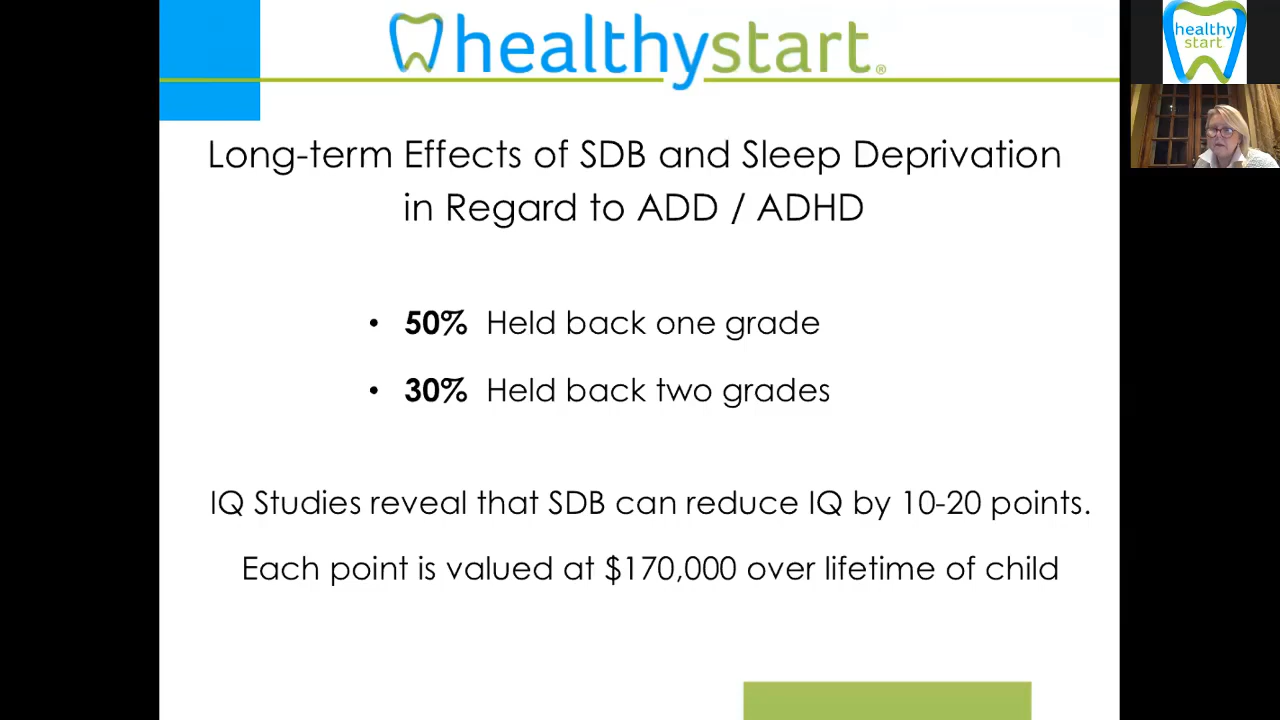 healthystart®
Long-term Effects of SDB and Sleep Deprivation
in Regard to ADD / ADHD
• 50% Held back one grade
• 30% Held back two grades
IQ Studies reveal that SDB can reduce IQ by 10-20 points.
Each point is valued at $170,000 over lifetime of child
healthy
start